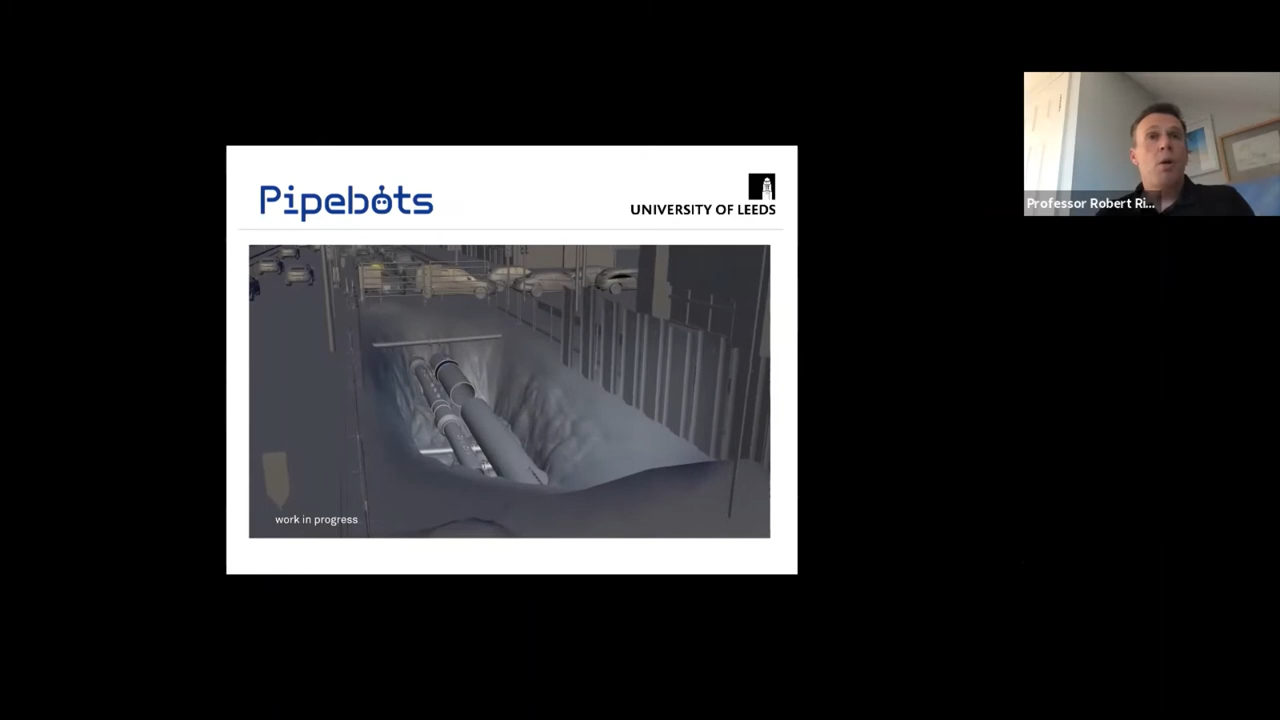 Pipebots
UNIVERSITY OF LEEDS
work in progress
Professor Robert Ri...